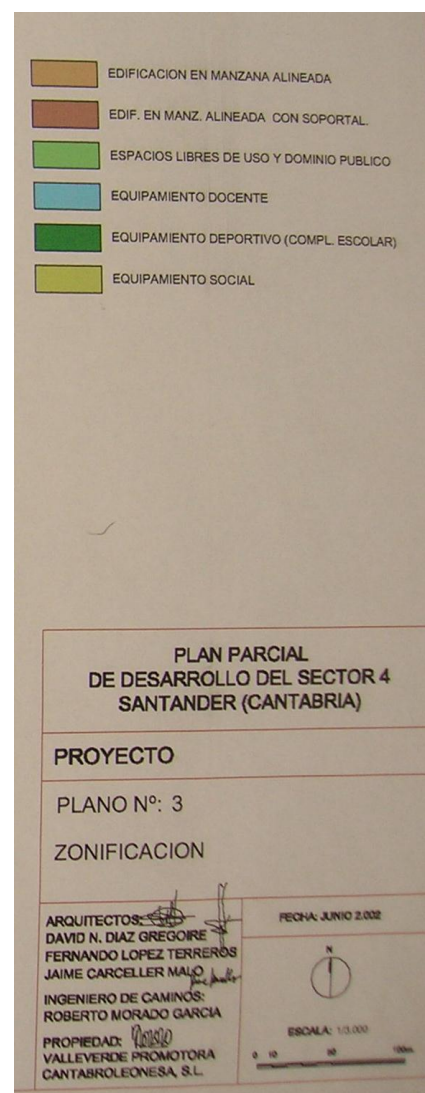 EDIFICACION EN MANZANA ALINEADA
EDIF. EN MANZ. ALINEADA CON SOPORTAL.
ESPACIOS LIBRES DE USO Y DOMINIO PUBLICO
EQUIPAMIENTO DOCENTE
EQUIPAMIENTO DEPORTIVO (COMPL. ESCOLAR)
EQUIPAMIENTO SOCIAL
PLAN PARCIAL
DE DESARROLLO DEL SECTOR 4
SANTANDER (CANTABRIA)
PROYECTO
PLANO Nº: 3
ZONIFICACION
ARQUITECTOS:
DAVID N. DIAZ GREGOIRE
FERNANDO LOPEZ TERREROS
JAIME CARCELLER MALO
INGENIERO DE CAMINOS:
ROBERTO MORADO GARCIA
PROPIEDAD:
VALLEVERDE PROMOTORA
CANTABROLEONESA, S.L.
FECHA: JUNIO 2.002
N
ESCALA: 1/3.000
0 10 50 100m